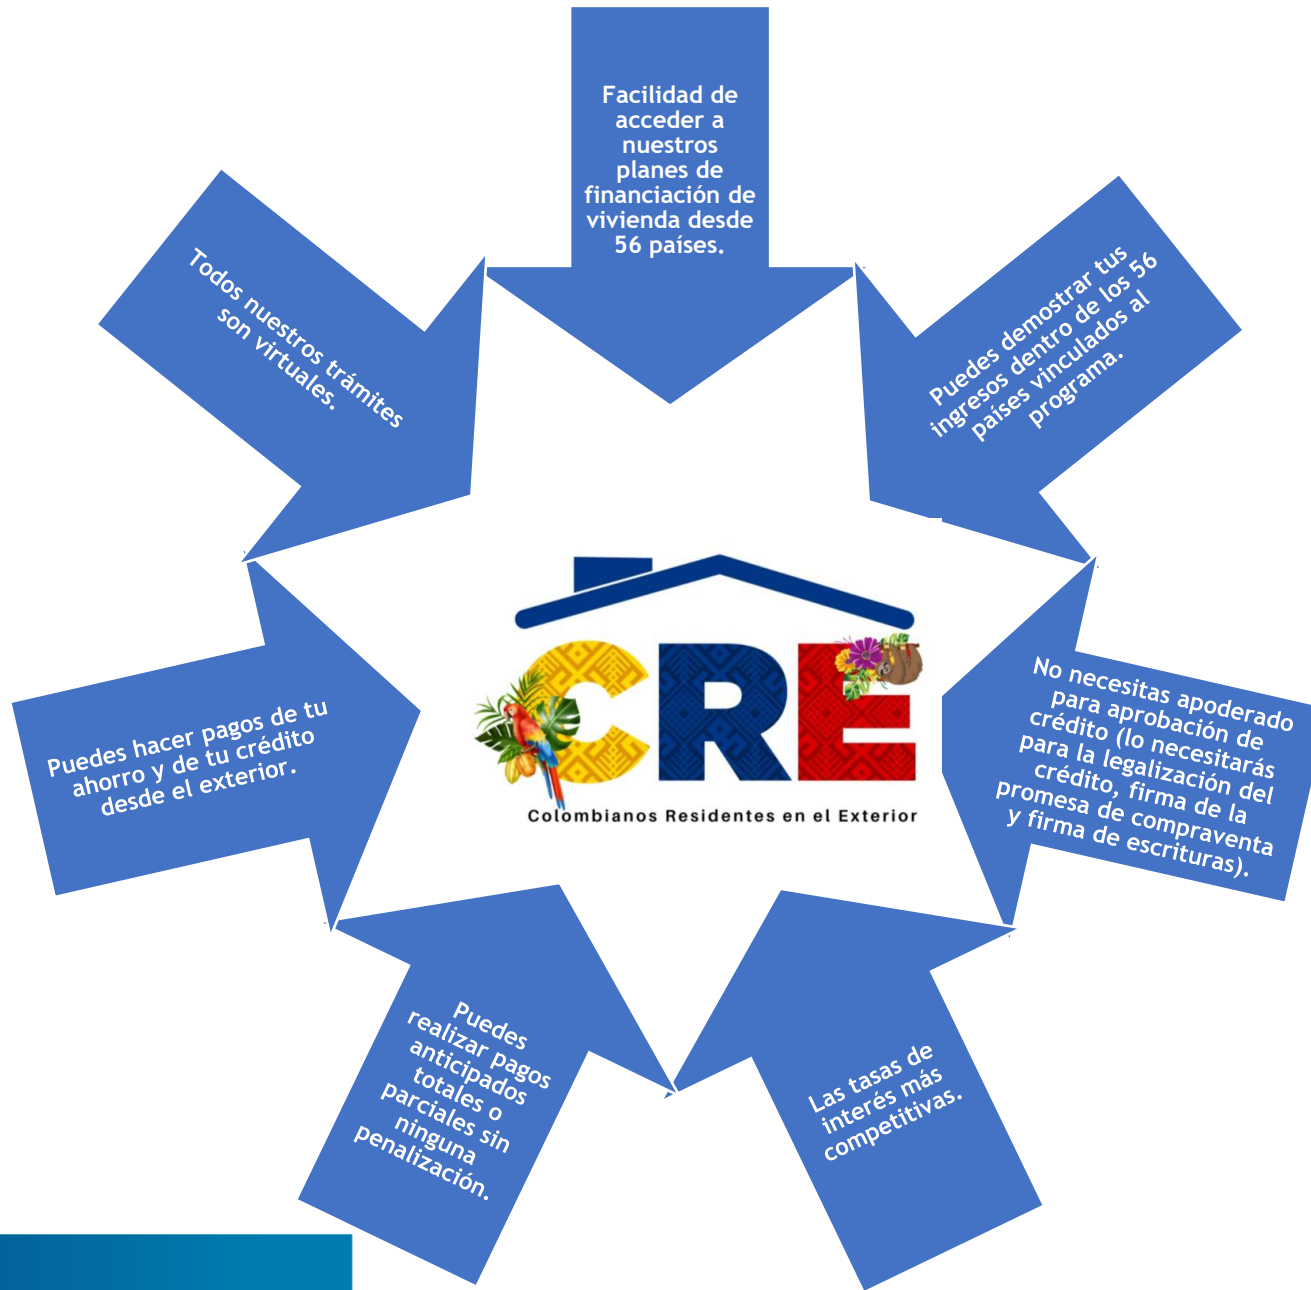 Facilidad de
acceder a
nuestros
planes de
financiación de
vivienda desde
56 países.
Puedes demostrar tus
ingresos dentro de los 56
países vinculados al
programa.
No necesitas apoderado
para aprobación de
crédito (lo necesitarás
para la legalización del
crédito, firma de la
promesa de compraventa
y firma de escrituras).
Las tasas de
interés más
competitivas.
Puedes
realizar pagos
anticipados
totales o
parciales sin
ninguna
penalización.
Puedes hacer pagos de tu
ahorro y de tu crédito
desde el exterior.
Todos nuestros trámites
son virtuales.
CRE
Colombianos Residentes en el Exterior